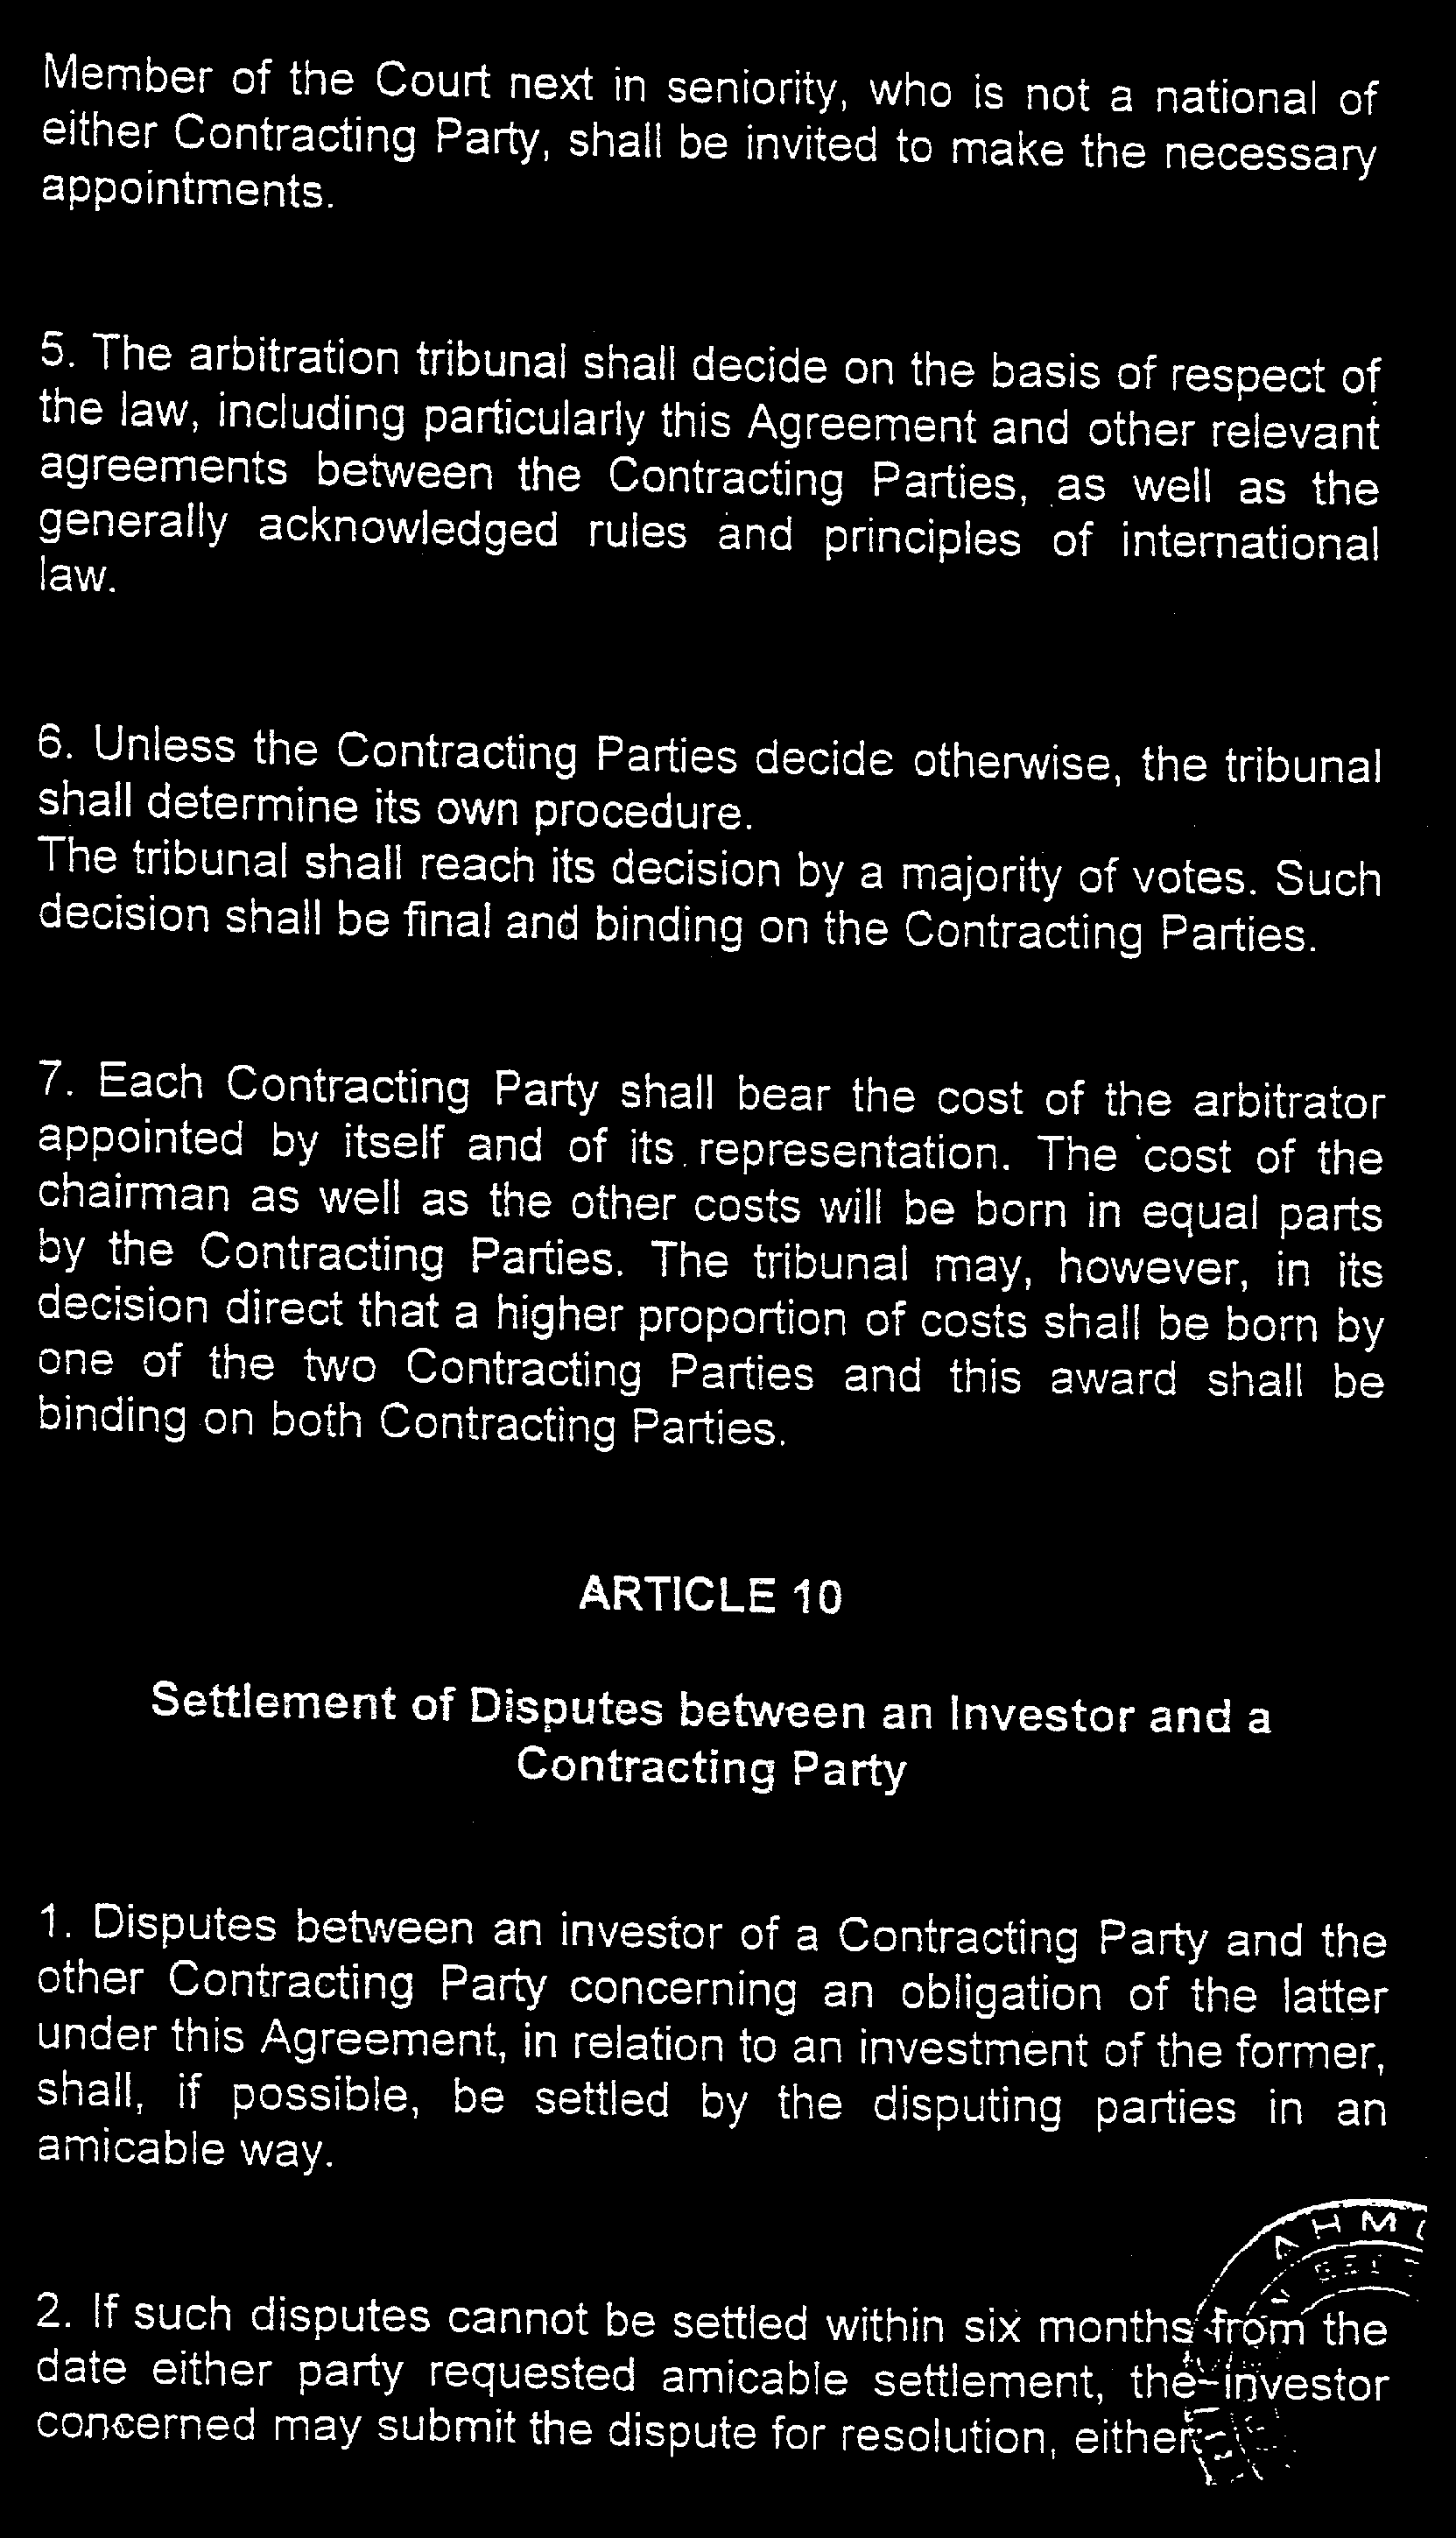 Member of the Court next in seniority, who is not a national of
either Contracting Party, shall be invited to make the necessary
appointments.
5. The arbitration tribunal shall decide on the basis of respect of
the law, including particularly this Agreement and other relevant
agreements between the Contracting Parties, as well as the
generally acknowledged rules and principles of international
law.
6. Unless the Contracting Parties decide otherwise, the tribunal
shall determine its own procedure.
The tribunal shall reach its decision by a majority of votes. Such
decision shall be final and binding on the Contracting Parties.
7. Each Contracting Party shall bear the cost of the arbitrator
appointed by itself and of its representation. The cost of the
chairman as well as the other costs will be born in equal parts
by the Contracting Parties. The tribunal may, however, in its
decision direct that a higher proportion of costs shall be born by
one of the two Contracting Parties and this award shall be
binding on both Contracting Parties.
ARTICLE 10
Settlement of Disputes between an Investor and a
Contracting Party
1. Disputes between an investor of a Contracting Party and the
other Contracting Party concerning an obligation of the latter
under this Agreement, in relation to an investment of the former,
shall, if possible, be settled by the disputing parties in an
amicable way.
2. If such disputes cannot be settled within six months from the
date either party requested amicable settlement, the investor
concerned may submit the dispute for resolution, either: